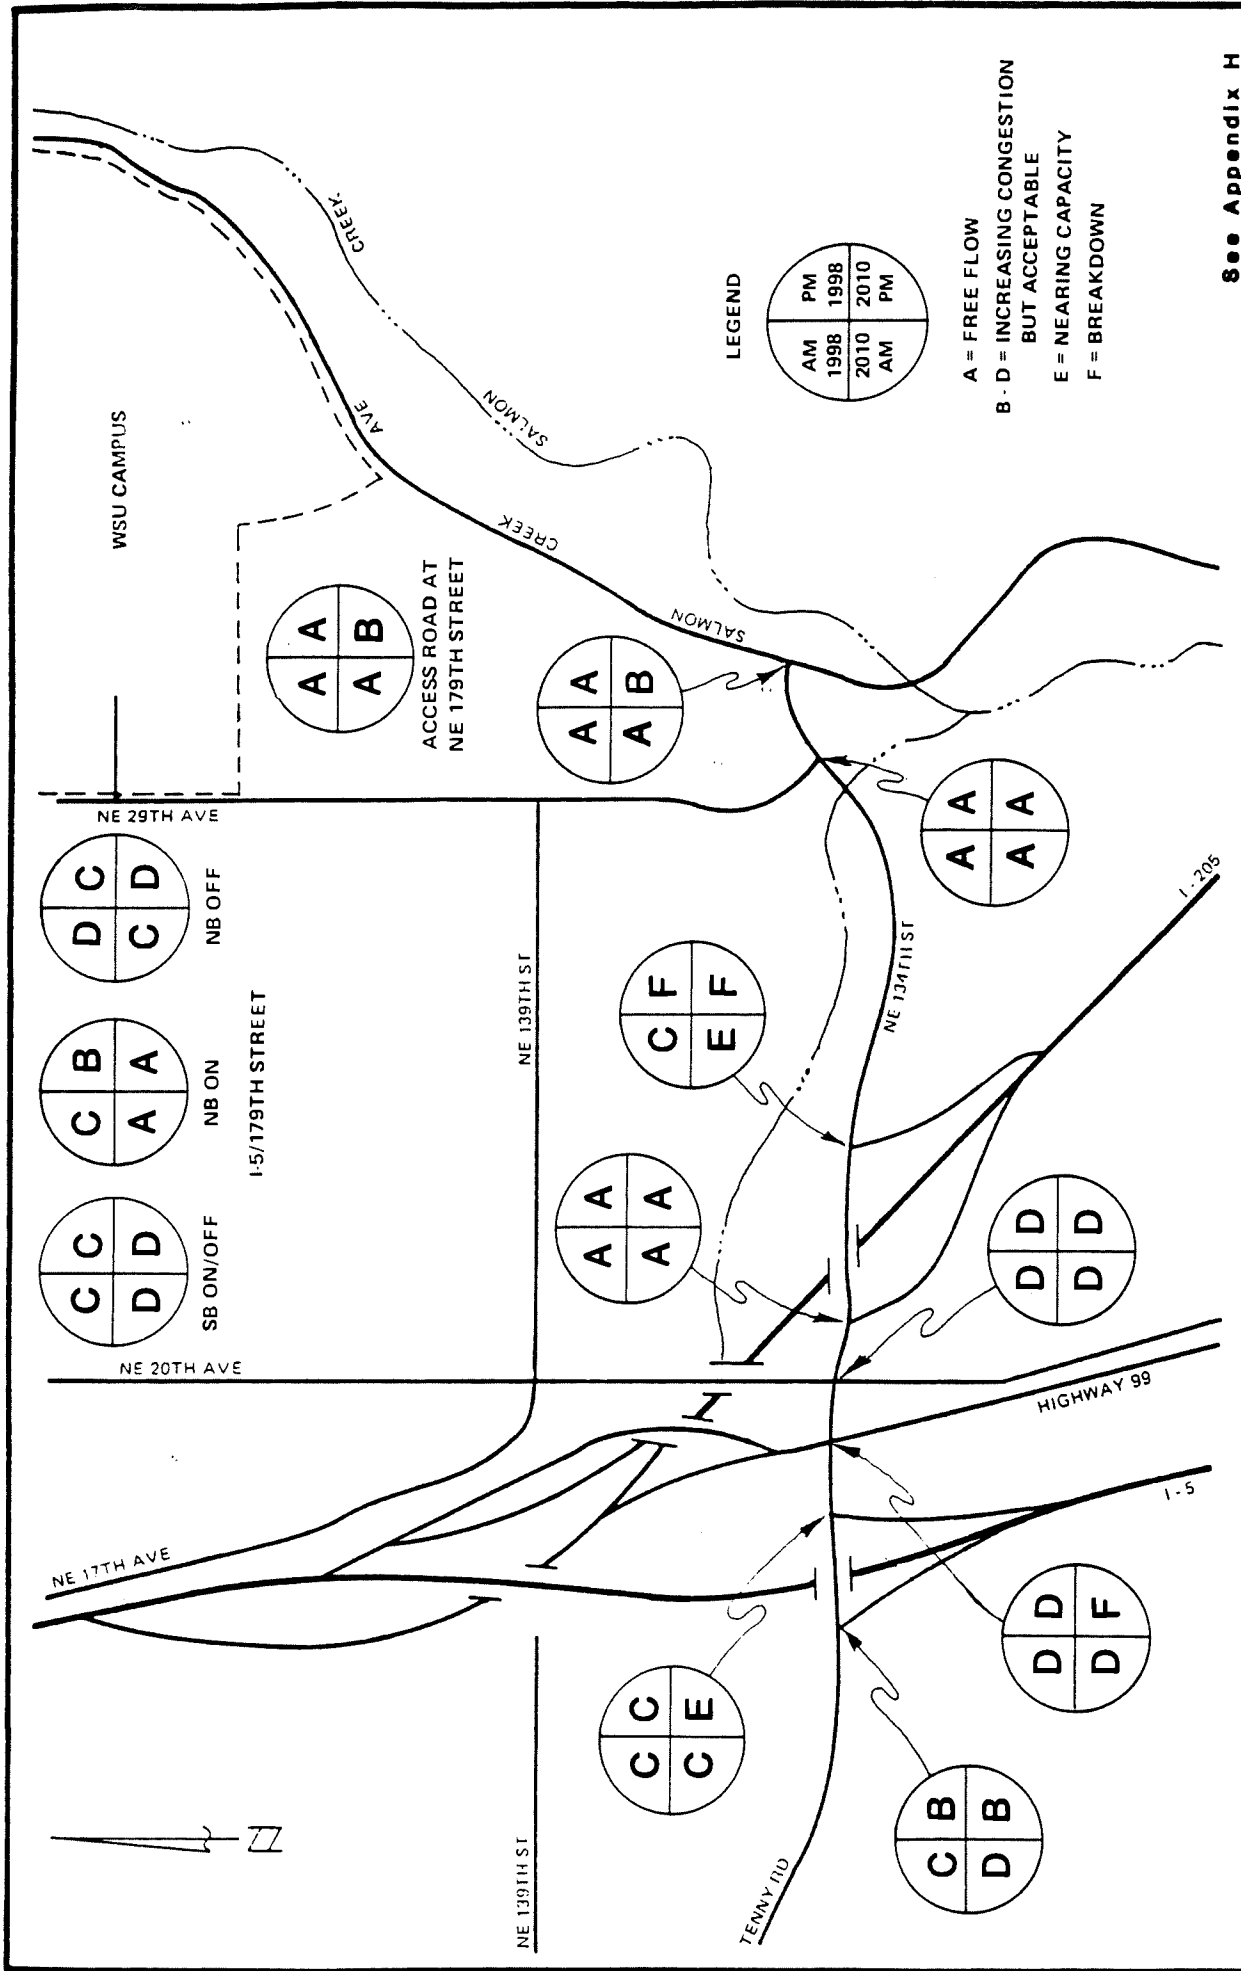 WSU CAMPUS
CREEK
SALMON
AVE
CREEK
SALMON
LEGEND
AM
1998
PM
1998
2010
AM
2010
PM
A = FREE FLOW
B - D = INCREASING CONGESTION
BUT ACCEPTABLE
E = NEARING CAPACITY
F = BREAKDOWN
See Appendix H
A A
A B
ACCESS ROAD AT
NE 179TH STREET
A A
A B
A A
A A
NE 29TH AVE
C C
D D
SB ON/OFF
C B
A A
NB ON
D C
C D
NB OFF
I-5/179TH STREET
NE 20TH AVE
NE 139TH ST
NE 17TH AVE
C F
E F
A A
A A
NE 134TH ST
I - 205
D D
D D
HIGHWAY 99
I - 5
C C
C E
D D
D F
C B
D B
NE 139TH ST
TENNY RD
N